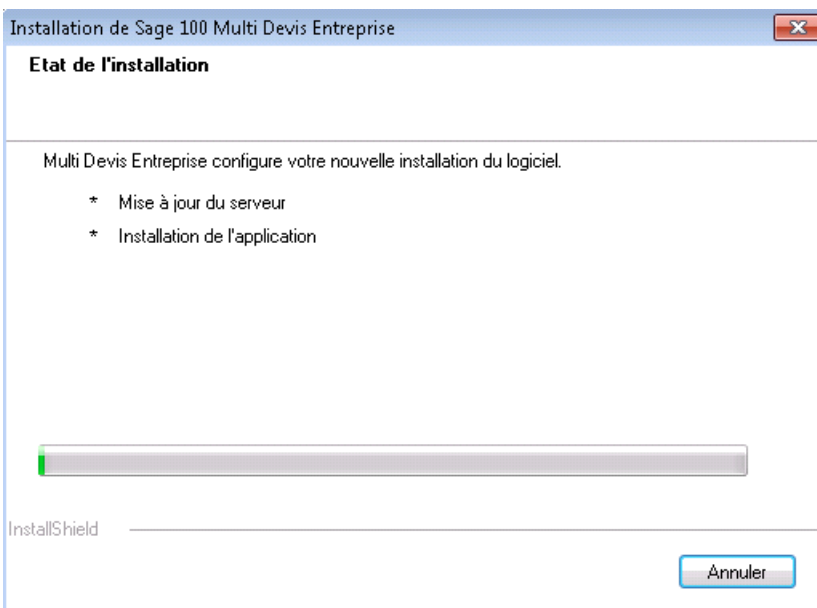 Installation de Sage 100 Multi Devis Entreprise
Etat de l'installation
Multi Devis Entreprise configure votre nouvelle installation du logiciel.
* Mise à jour du serveur
* Installation de l'application
InstallShield
Annuler